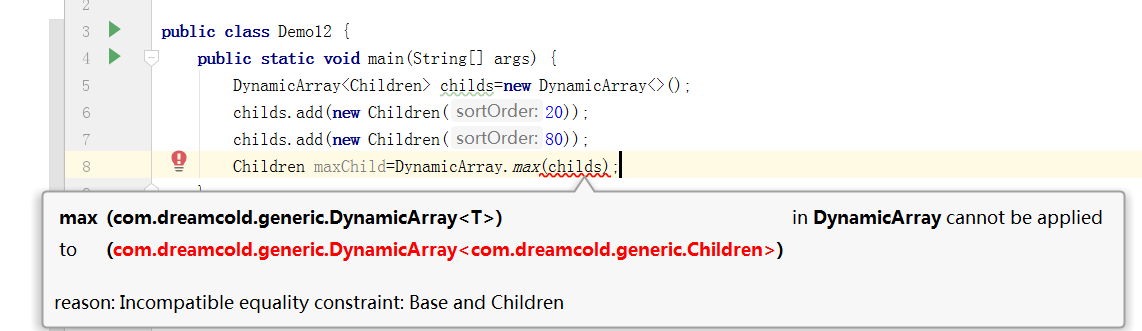 2
3 public class Demo12 {
4 public static void main(String[] args) {
5 DynamicArray<Children> childs=new DynamicArray<>();
6 childs.add(new Children( sortOrder: 20));
7 childs.add(new Children( sortOrder: 80));
8 Children maxChild=DynamicArray.max(childs);
max (com.dreamcold.generic.DynamicArray<T>) in DynamicArray cannot be applied
to (com.dreamcold.generic.DynamicArray<com.dreamcold.generic.Children>)
reason: Incompatible equality constraint: Base and Children